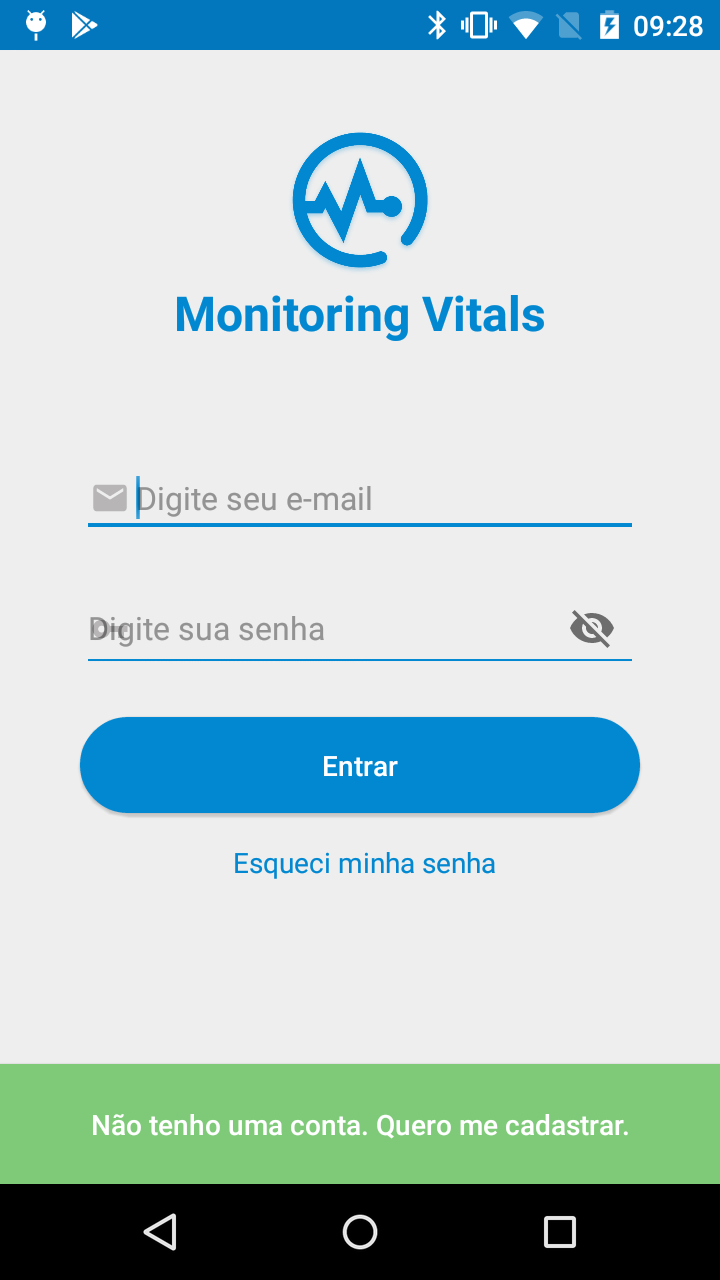 09:28
Monitoring Vitals
Digite seu e-mail
Digite sua senha
Entrar
Esqueci minha senha
Não tenho uma conta. Quero me cadastrar.